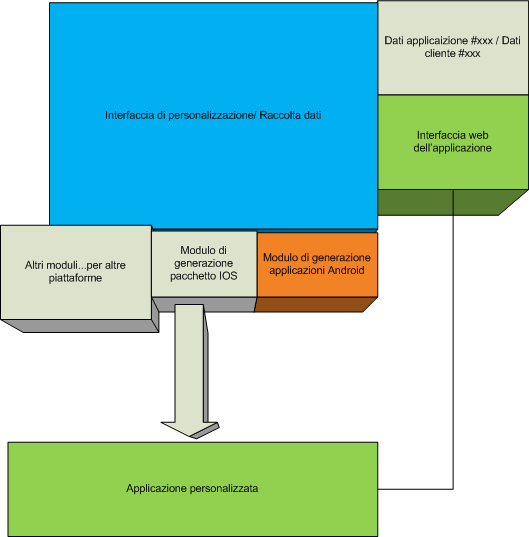 Dati applicaizione #xxx / Dati
cliente #xxx
Interfaccia di personalizzazione/ Raccolta dati
Interfaccia web
dell'applicazione
Altri moduli...per altre
piattaforme
Modulo di
generazione
pacchetto IOS
Modulo di generazione
applicazioni Android
Applicazione personalizzata